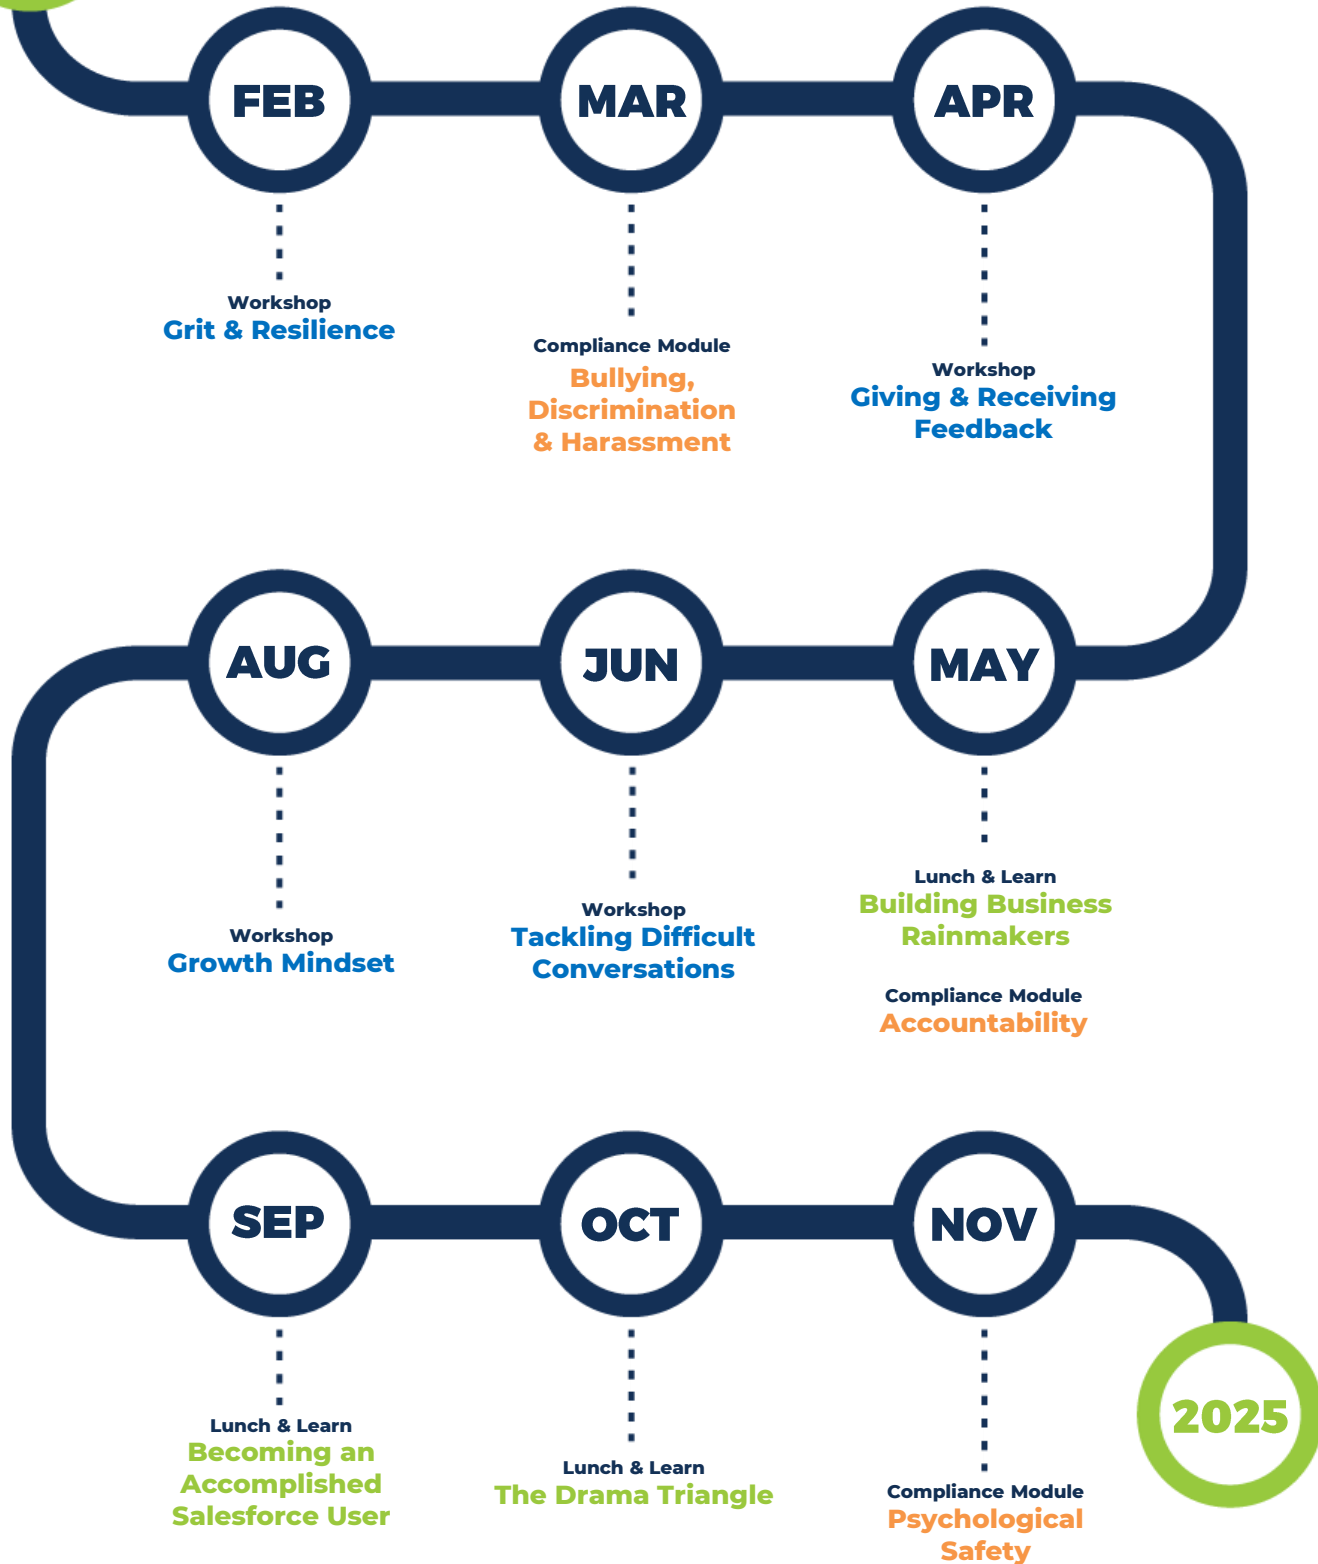 FEB
MAR
APR
Workshop
Grit & Resilience
Compliance Module
Bullying,
Discrimination
& Harassment
Workshop
Giving & Receiving
Feedback
AUG
JUN
MAY
Workshop
Growth Mindset
Workshop
Tackling Difficult
Conversations
Lunch & Learn
Building Business
Rainmakers
Compliance Module
Accountability
SEP
OCT
NOV
2025
Lunch & Learn
Becoming an
Accomplished
Salesforce User
Lunch & Learn
The Drama Triangle
Compliance Module
Psychological
Safety